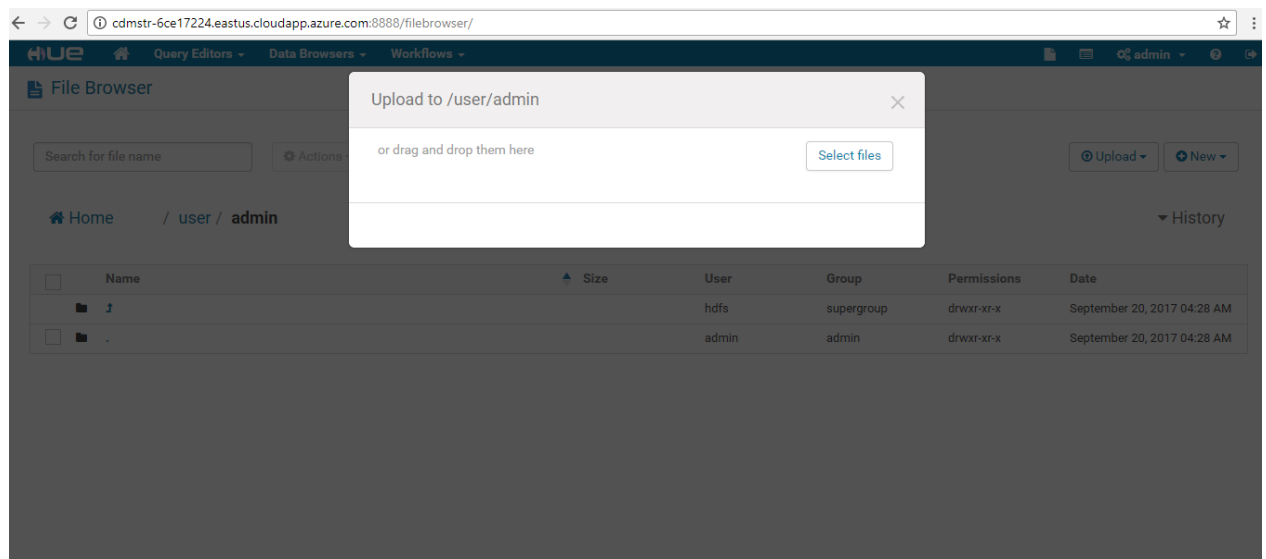 cdmstr-6ce17224.eastus.cloudapp.azure.com:8888/filebrowser/
HUE Query Editors Data Browsers Workflows admin
File Browser
Upload to /user/admin
or drag and drop them here Select files
Search for file name Actions Upload New
Home / user / admin History
Name Size User Group Permissions Date
hdfs supergroup drwxr-xr-x September 20, 2017 04:28 AM
. admin admin drwxr-xr-x September 20, 2017 04:28 AM